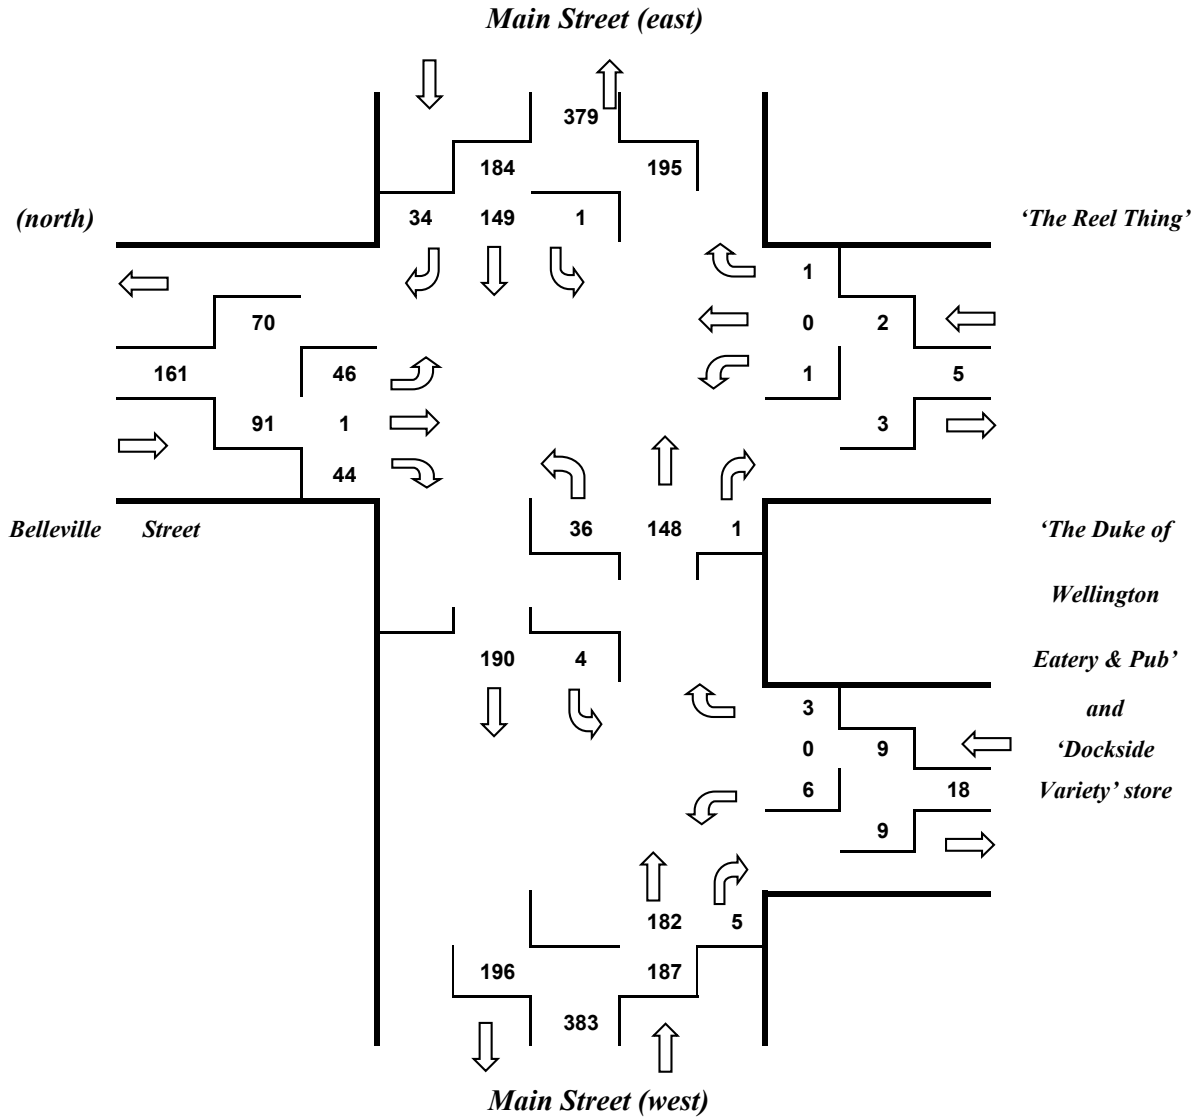 Main Street (east)
379
184 195
(north) 34 149 1 'The Reel Thing'
1
70 0 2
161 46 1 5
91 1 3
44
Belleville Street 36 148 1 'The Duke of
Wellington
190 4 Eatery & Pub'
3 and
0 9 'Dockside
6 18 Variety' store
9
182 5
196 187
383
Main Street (west)